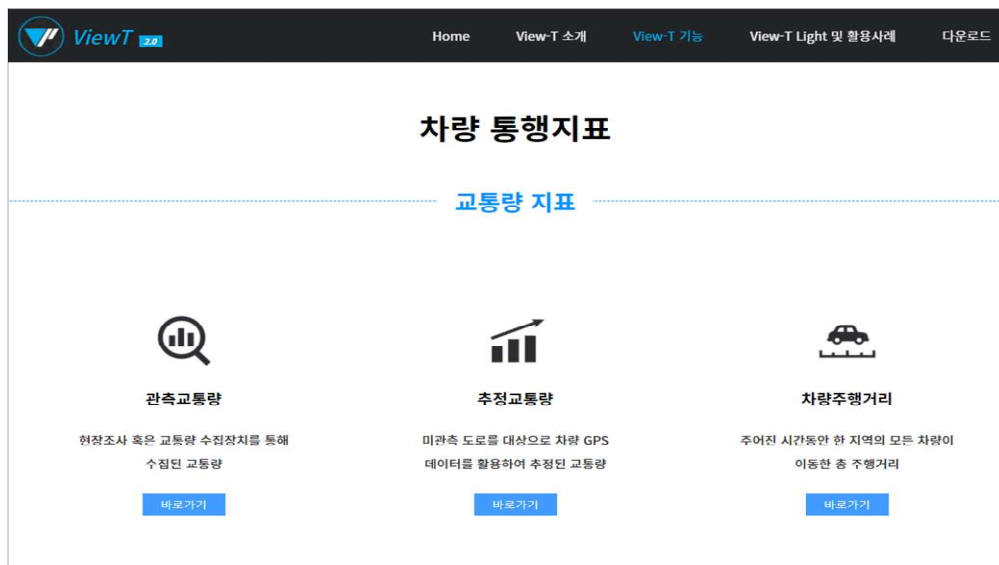 ViewT 2.0
Home View-T 소개 View-T 기능 View-T Light 및 활용사례 다운로드
차량 통행지표
교통량 지표
관측교통량
현장조사 혹은 교통량 수집장치를 통해
수집된 교통량
바로가기
추정교통량
미관측 도로를 대상으로 차량 GPS
데이터를 활용하여 추정된 교통량
바로가기
차량주행거리
주어진 시간동안 한 지역의 모든 차량이
이동한 총 주행거리
바로가기